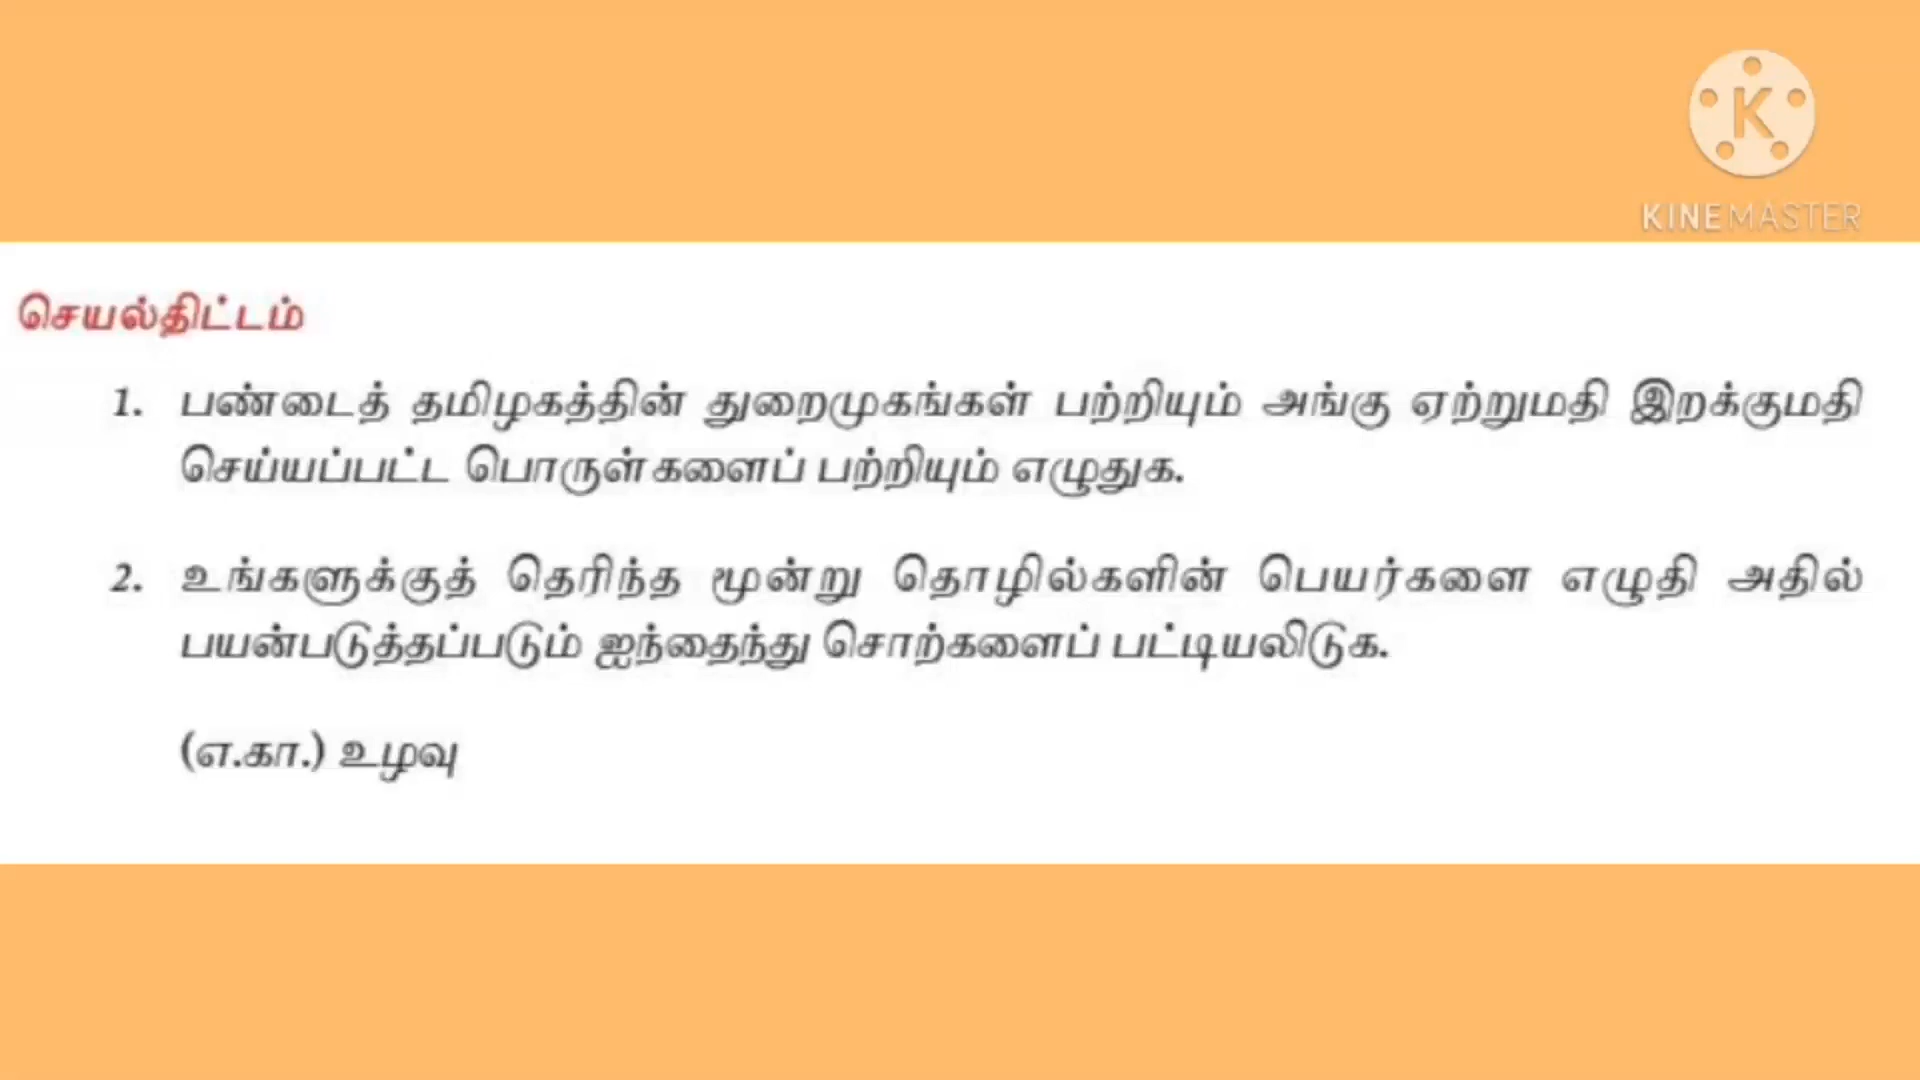 K
KINEMASTER
செயல்திட்டம்
1. பண்டைத் தமிழகத்தின் துறைமுகங்கள் பற்றியும் அங்கு ஏற்றுமதி இறக்குமதி
செய்யப்பட்ட பொருள்களைப் பற்றியும் எழுதுக.
2. உங்களுக்குத் தெரிந்த மூன்று தொழில்களின் பெயர்களை எழுதி அதில்
பயன்படுத்தப்படும் ஐந்தைந்து சொற்களைப் பட்டியலிடுக.
(எ.கா.) உழவு